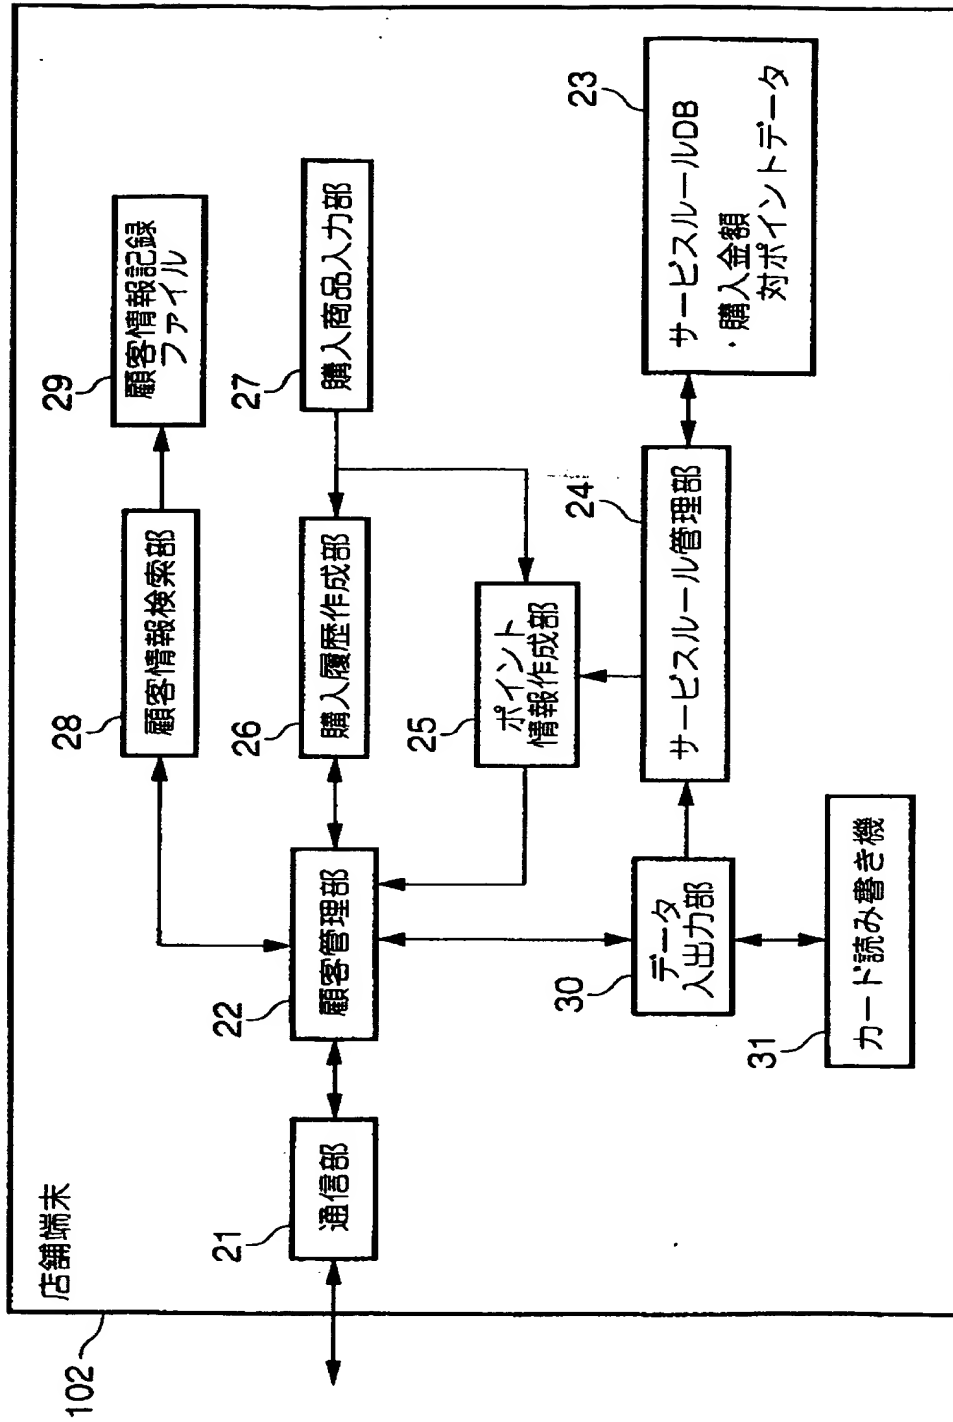 102
店舗端末
21
通信部
22
顧客管理部
28
顧客情報検索部
29
顧客情報記録
ファイル
26
購入履歴作成部
27
購入商品入力部
25
ポイント
情報作成部
30
データ
入出力部
24
サービスルール管理部
23
サービスルールDB
・購入金額
対ポイントデータ
31
カード読み書き機